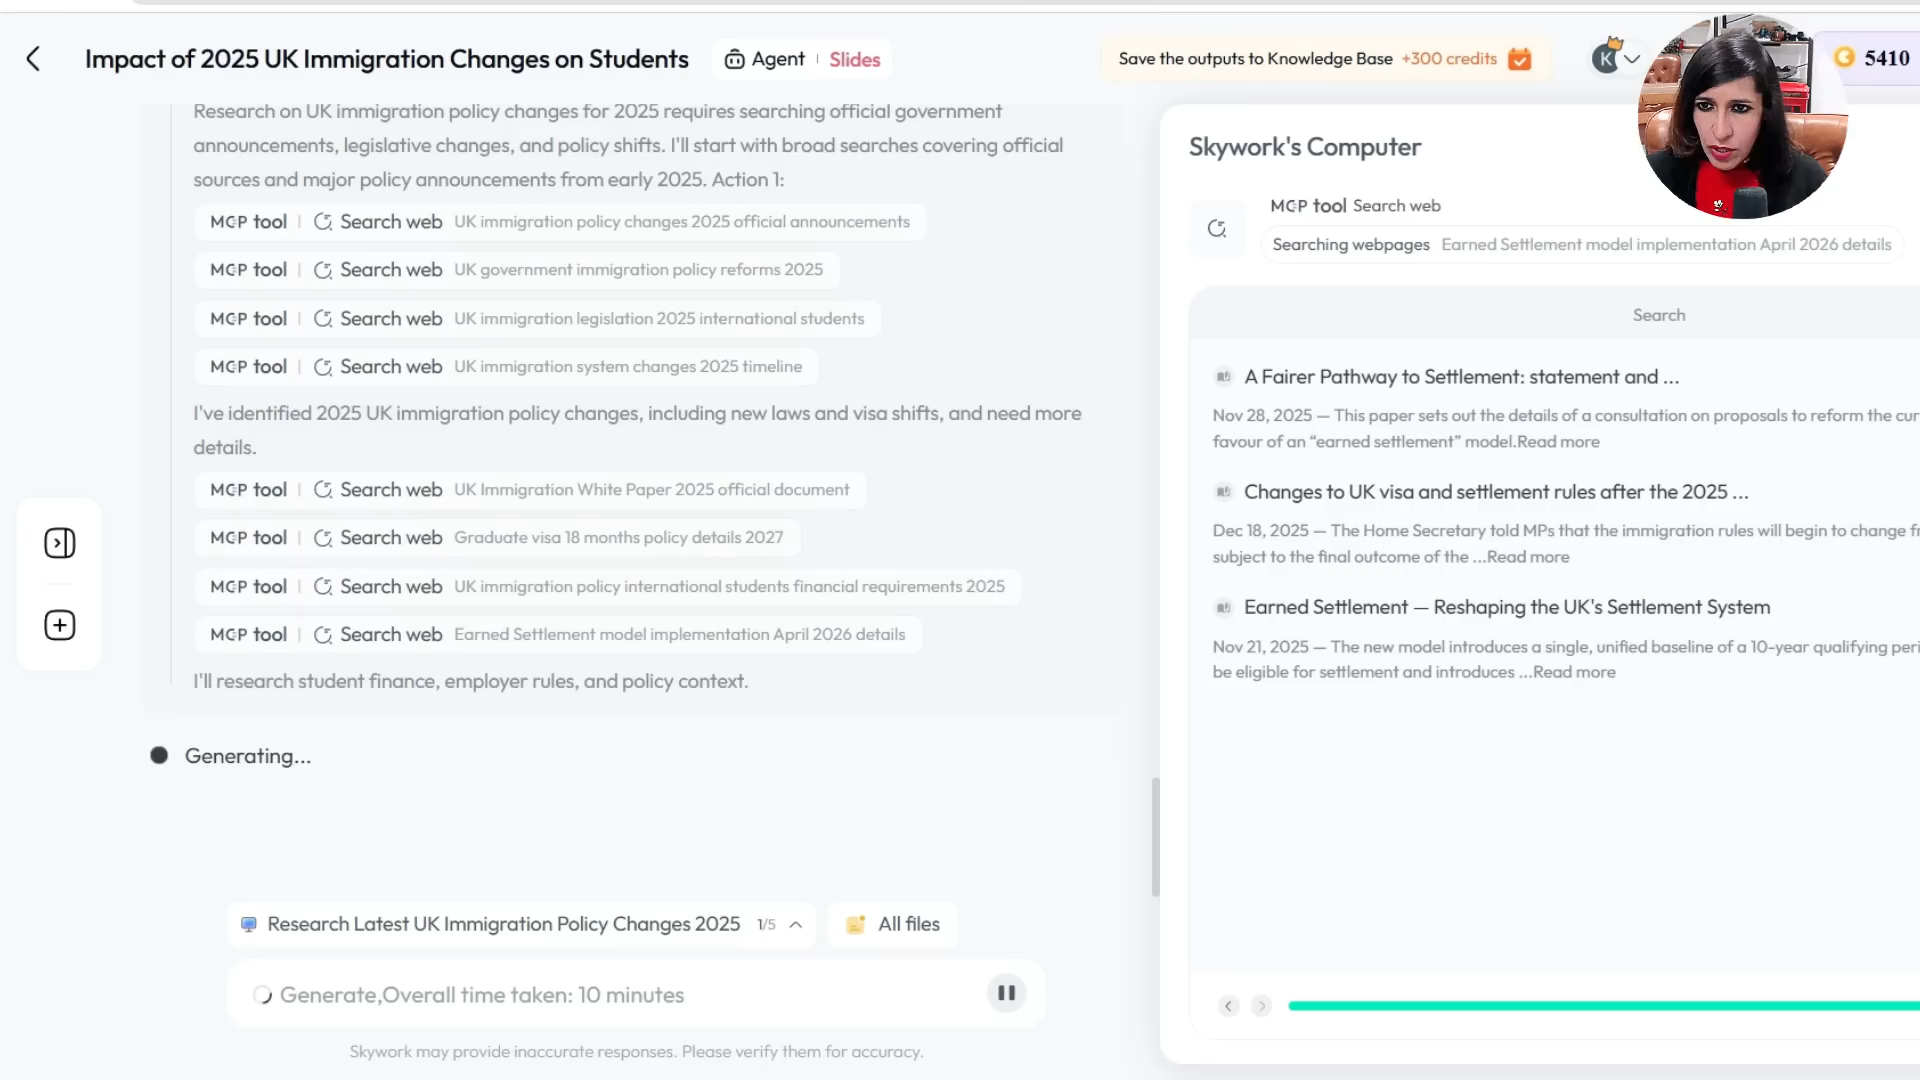 Impact of 2025 UK Immigration Changes on Students
Agent
Slides
Save the outputs to Knowledge Base +300 credits
K
5410
Research on UK immigration policy changes for 2025 requires searching official government
announcements, legislative changes, and policy shifts. I'll start with broad searches covering official
sources and major policy announcements from early 2025. Action 1:
MCP tool | Search web UK immigration policy changes 2025 official announcements
MCP tool | Search web UK government immigration policy reforms 2025
MCP tool | Search web UK immigration legislation 2025 international students
MCP tool | Search web UK immigration system changes 2025 timeline
I've identified 2025 UK immigration policy changes, including new laws and visa shifts, and need more
details.
MCP tool | Search web UK Immigration White Paper 2025 official document
MCP tool | Search web Graduate visa 18 months policy details 2027
MCP tool | Search web UK immigration policy international students financial requirements 2025
MCP tool | Search web Earned Settlement model implementation April 2026 details
I'll research student finance, employer rules, and policy context.
Generating...
Research Latest UK Immigration Policy Changes 2025 1/5
All files
Generate,Overall time taken: 10 minutes
Skywork may provide inaccurate responses. Please verify them for accuracy.
Skywork's Computer
MCP tool Search web
Searching webpages Earned Settlement model implementation April 2026 details
Search
A Fairer Pathway to Settlement: statement and ...
Nov 28, 2025 — This paper sets out the details of a consultation on proposals to reform the cur
favour of an “earned settlement” model.Read more
Changes to UK visa and settlement rules after the 2025 ...
Dec 18, 2025 — The Home Secretary told MPs that the immigration rules will begin to change fr
subject to the final outcome of the ...Read more
Earned Settlement — Reshaping the UK's Settlement System
Nov 21, 2025 — The new model introduces a single, unified baseline of a 10-year qualifying peri
be eligible for settlement and introduces ...Read more